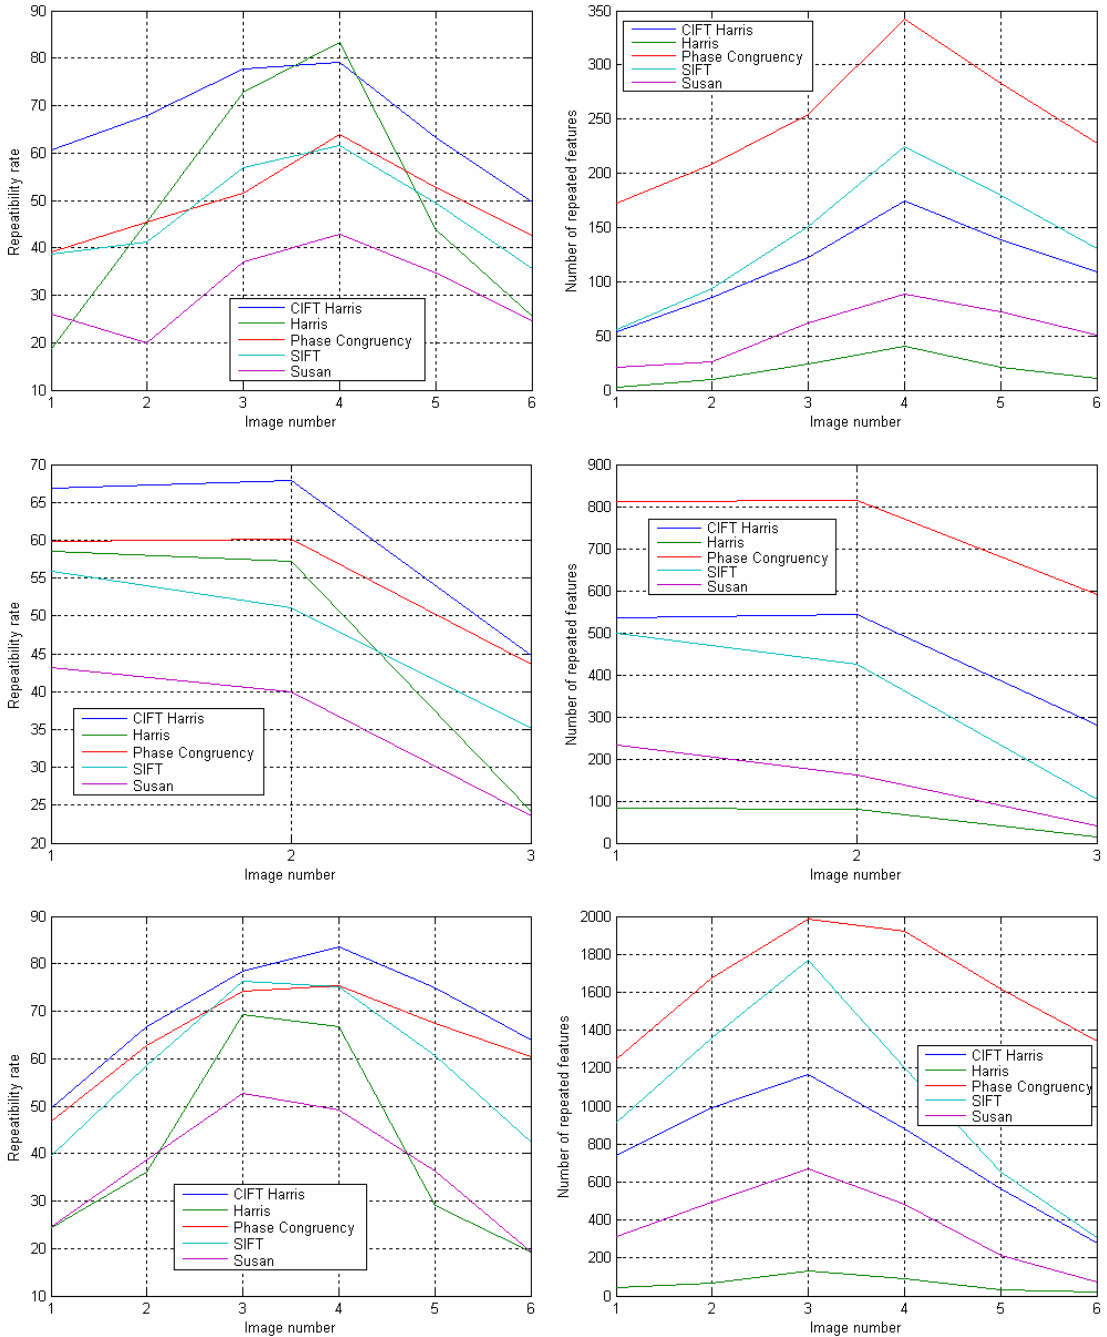 90
80
70
60
50
40
30
20
10
Repeatibility rate
CIFT Harris
Harris
Phase Congruency
SIFT
Susan
1 2 3 4 5 6
Image number
350
300
250
200
150
100
50
0
Number of repeated features
CIFT Harris
Harris
Phase Congruency
SIFT
Susan
1 2 3 4 5 6
Image number
70
65
60
55
50
45
40
35
30
25
20
Repeatibility rate
CIFT Harris
Harris
Phase Congruency
SIFT
Susan
1 2 3
Image number
900
800
700
600
500
400
300
200
100
0
Number of repeated features
CIFT Harris
Harris
Phase Congruency
SIFT
Susan
1 2 3
Image number
90
80
70
60
50
40
30
20
10
Repeatibility rate
CIFT Harris
Harris
Phase Congruency
SIFT
Susan
1 2 3 4 5 6
Image number
2000
1800
1600
1400
1200
1000
800
600
400
200
0
Number of repeated features
CIFT Harris
Harris
Phase Congruency
SIFT
Susan
1 2 3 4 5 6
Image number